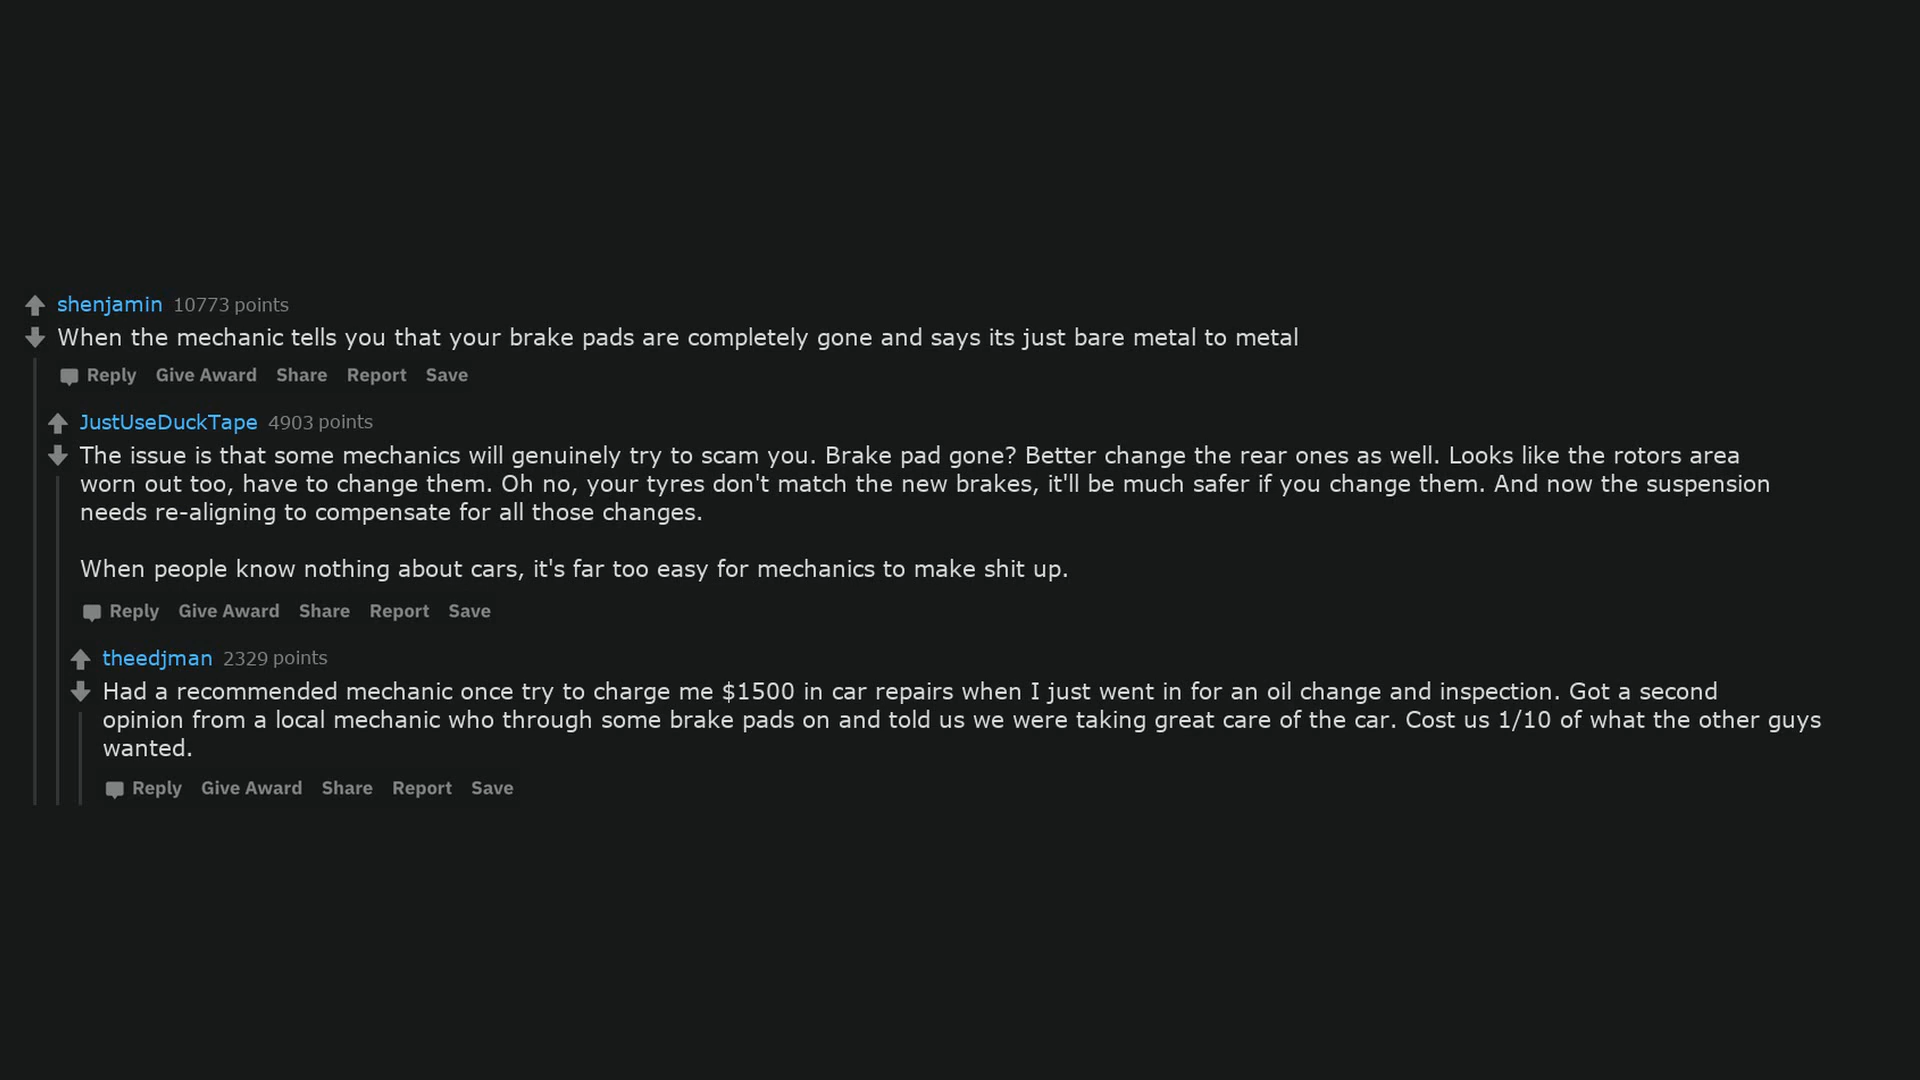 shenjamin 10773 points
When the mechanic tells you that your brake pads are completely gone and says its just bare metal to metal
Reply Give Award Share Report Save
JustUseDuckTape 4903 points
The issue is that some mechanics will genuinely try to scam you. Brake pad gone? Better change the rear ones as well. Looks like the rotors area
worn out too, have to change them. Oh no, your tyres don't match the new brakes, it'll be much safer if you change them. And now the suspension
needs re-aligning to compensate for all those changes.
When people know nothing about cars, it's far too easy for mechanics to make shit up.
Reply Give Award Share Report Save
theedjman 2329 points
Had a recommended mechanic once try to charge me $1500 in car repairs when I just went in for an oil change and inspection. Got a second
opinion from a local mechanic who through some brake pads on and told us we were taking great care of the car. Cost us 1/10 of what the other guys
wanted.
Reply Give Award Share Report Save